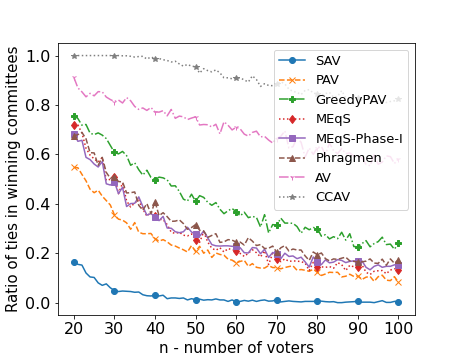 Ratio of ties in winning committees
1.0
0.8
0.6
0.4
0.2
0.0
20 30 40 50 60 70 80 90 100
n - number of voters
SAV
PAV
GreedyPAV
MEqS
MEqS-Phase-I
Phragmen
AV
CCAV